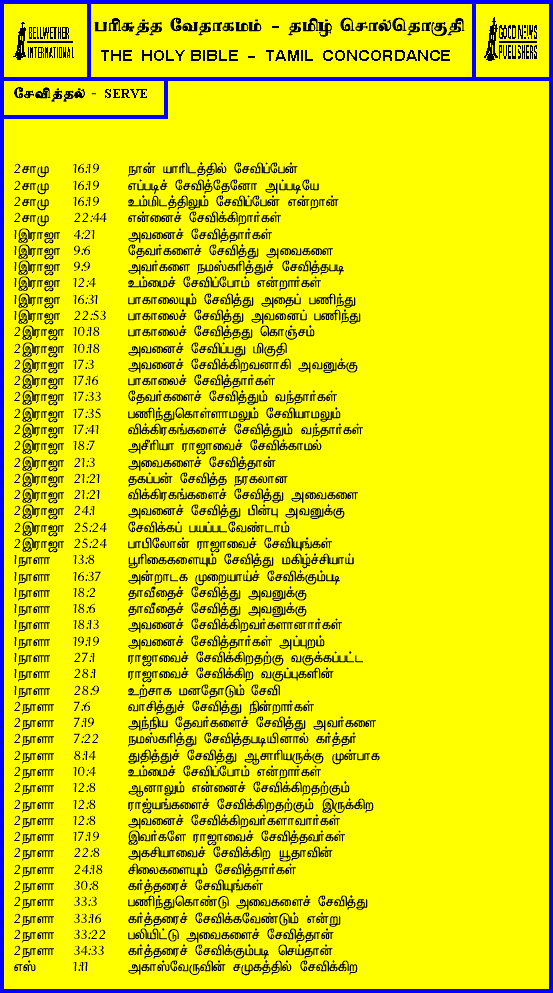 BELLWETHER
INTERNATIONAL
பரிசுத்த வேதாகமம் - தமிழ் சொல்தொகுதி
THE HOLY BIBLE - TAMIL CONCORDANCE
GOOD NEWS
PUBLISHERS
சேவித்தல் - SERVE
2சாமு 16:19 நான் யாரிடத்தில் சேவிப்பேன்
2சாமு 16:19 எப்படிச் சேவித்தேனோ அப்படியே
2சாமு 16:19 உம்மிடத்திலும் சேவிப்பேன் என்றான்
2சாமு 22:44 என்னைச் சேவிக்கிறார்கள்
1இராஜா 4:21 அவனைச் சேவித்தார்கள்
1இராஜா 9:6 தேவர்களைச் சேவித்து அவைகளை
1இராஜா 9:9 அவர்களை நமஸ்கரித்துச் சேவித்தபடி
1இராஜா 12:4 உம்மைச் சேவிப்போம் என்றார்கள்
1இராஜா 16:31 பாகாலையும் சேவித்து அதைப் பணிந்து
1இராஜா 22:53 பாகாலைச் சேவித்து அவனைப் பணிந்து
2இராஜா 10:18 பாகாலைச் சேவித்தது கொஞ்சம்
2இராஜா 10:18 அவனைச் சேவிப்பது மிகுதி
2இராஜா 17:3 அவனைச் சேவிக்கிறவனாகி அவனுக்கு
2இராஜா 17:16 பாகாலைச் சேவித்தார்கள்
2இராஜா 17:33 தேவர்களைச் சேவித்தும் வந்தார்கள்
2இராஜா 17:35 பணிந்துகொள்ளாமலும் சேவியாமலும்
2இராஜா 17:41 விக்கிரகங்களைச் சேவித்தும் வந்தார்கள்
2இராஜா 18:7 அசீரியா ராஜாவைச் சேவிக்காமல்
2இராஜா 21:3 அவைகளைச் சேவித்தான்
2இராஜா 21:21 தகப்பன் சேவித்த நரகலான
2இராஜா 21:21 விக்கிரகங்களைச் சேவித்து அவைகளை
2இராஜா 24:1 அவனைச் சேவித்து பின்பு அவனுக்கு
2இராஜா 25:24 சேவிக்கப் பயப்படவேண்டாம்
2இராஜா 25:24 பாபிலோன் ராஜாவைச் சேவியுங்கள்
1நாளா 13:8 பூரிகைகளையும் சேவித்து மகிழ்ச்சியாய்
1நாளா 16:37 அன்றாடக முறையாய்ச் சேவிக்கும்படி
1நாளா 18:2 தாவீதைச் சேவித்து அவனுக்கு
1நாளா 18:6 தாவீதைச் சேவித்து அவனுக்கு
1நாளா 18:13 அவனைச் சேவிக்கிறவர்களானார்கள்
1நாளா 19:19 அவனைச் சேவித்தார்கள் அப்புறம்
1நாளா 27:1 ராஜாவைச் சேவிக்கிறதற்கு வகுக்கப்பட்ட
1நாளா 28:1 ராஜாவைச் சேவிக்கிற வகுப்புகளின்
1நாளா 28:9 உற்சாக மனதோடும் சேவி
2நாளா 7:6 வாசித்துச் சேவித்து நின்றார்கள்
2நாளா 7:19 அந்நிய தேவர்களைச் சேவித்து அவர்களை
2நாளா 7:22 நமஸ்கரித்து சேவித்தபடியினால் கர்த்தர்
2நாளா 8:14 துதித்துச் சேவித்து ஆசாரியருக்கு முன்பாக
2நாளா 10:4 உம்மைச் சேவிப்போம் என்றார்கள்
2நாளா 12:8 ஆனாலும் என்னைச் சேவிக்கிறதற்கும்
2நாளா 12:8 ராஜ்யங்களைச் சேவிக்கிறதற்கும் இருக்கிற
2நாளா 12:8 அவனைச் சேவிக்கிறவர்களாவார்கள்
2நாளா 17:19 இவர்களே ராஜாவைச் சேவித்தவர்கள்
2நாளா 22:8 அகசியாவைச் சேவிக்கிற யூதாவின்
2நாளா 24:18 சிலைகளையும் சேவித்தார்கள்
2நாளா 30:8 கர்த்தரைச் சேவியுங்கள்
2நாளா 33:3 பணிந்துகொண்டு அவைகளைச் சேவித்து
2நாளா 33:16 கர்த்தரைச் சேவிக்கவேண்டும் என்று
2நாளா 33:22 பலியிட்டு அவைகளைச் சேவித்தான்
2நாளா 34:33 கர்த்தரைச் சேவிக்கும்படி செய்தான்
எஸ் 1:11 அகாஸ்வேருவின் சமுகத்தில் சேவிக்கிற